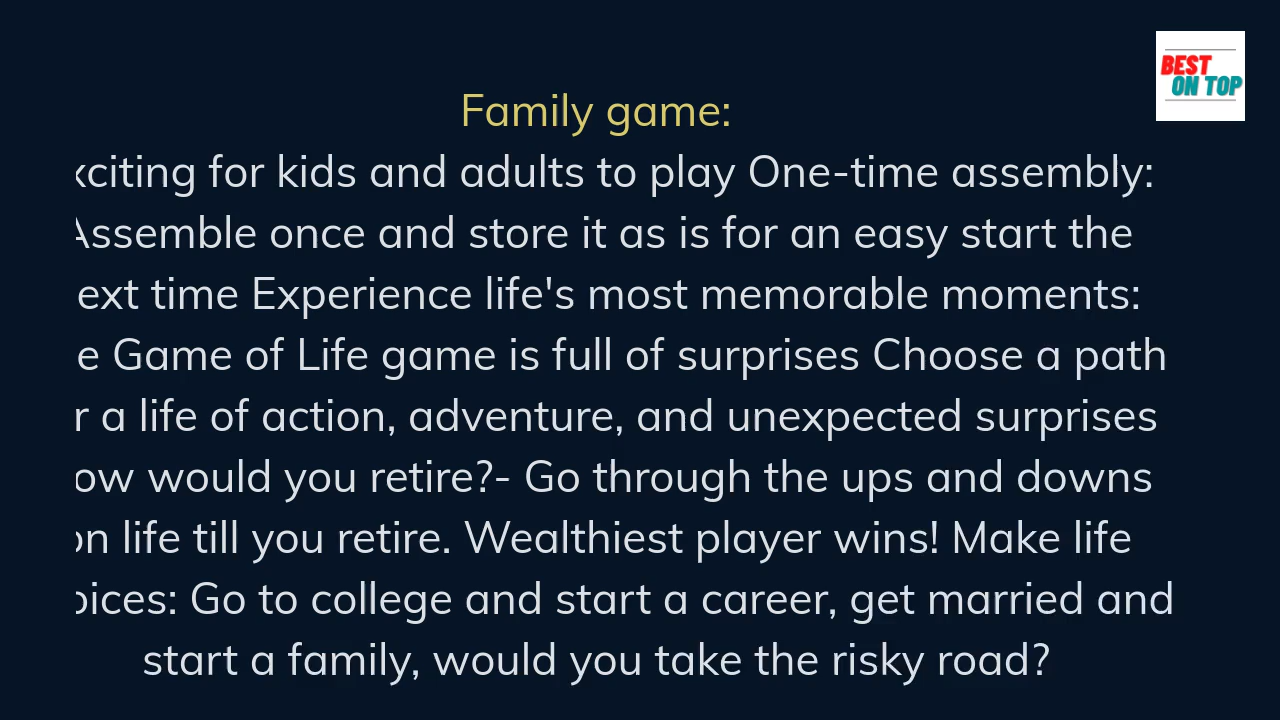 BEST
ON TOP
Family game:
xciting for kids and adults to play One-time assembly:
Assemble once and store it as is for an easy start the
ext time Experience life's most memorable moments:
e Game of Life game is full of surprises Choose a path
r a life of action, adventure, and unexpected surprises
ow would you retire?- Go through the ups and downs
on life till you retire. Wealthiest player wins! Make life
oices: Go to college and start a career, get married and
start a family, would you take the risky road?